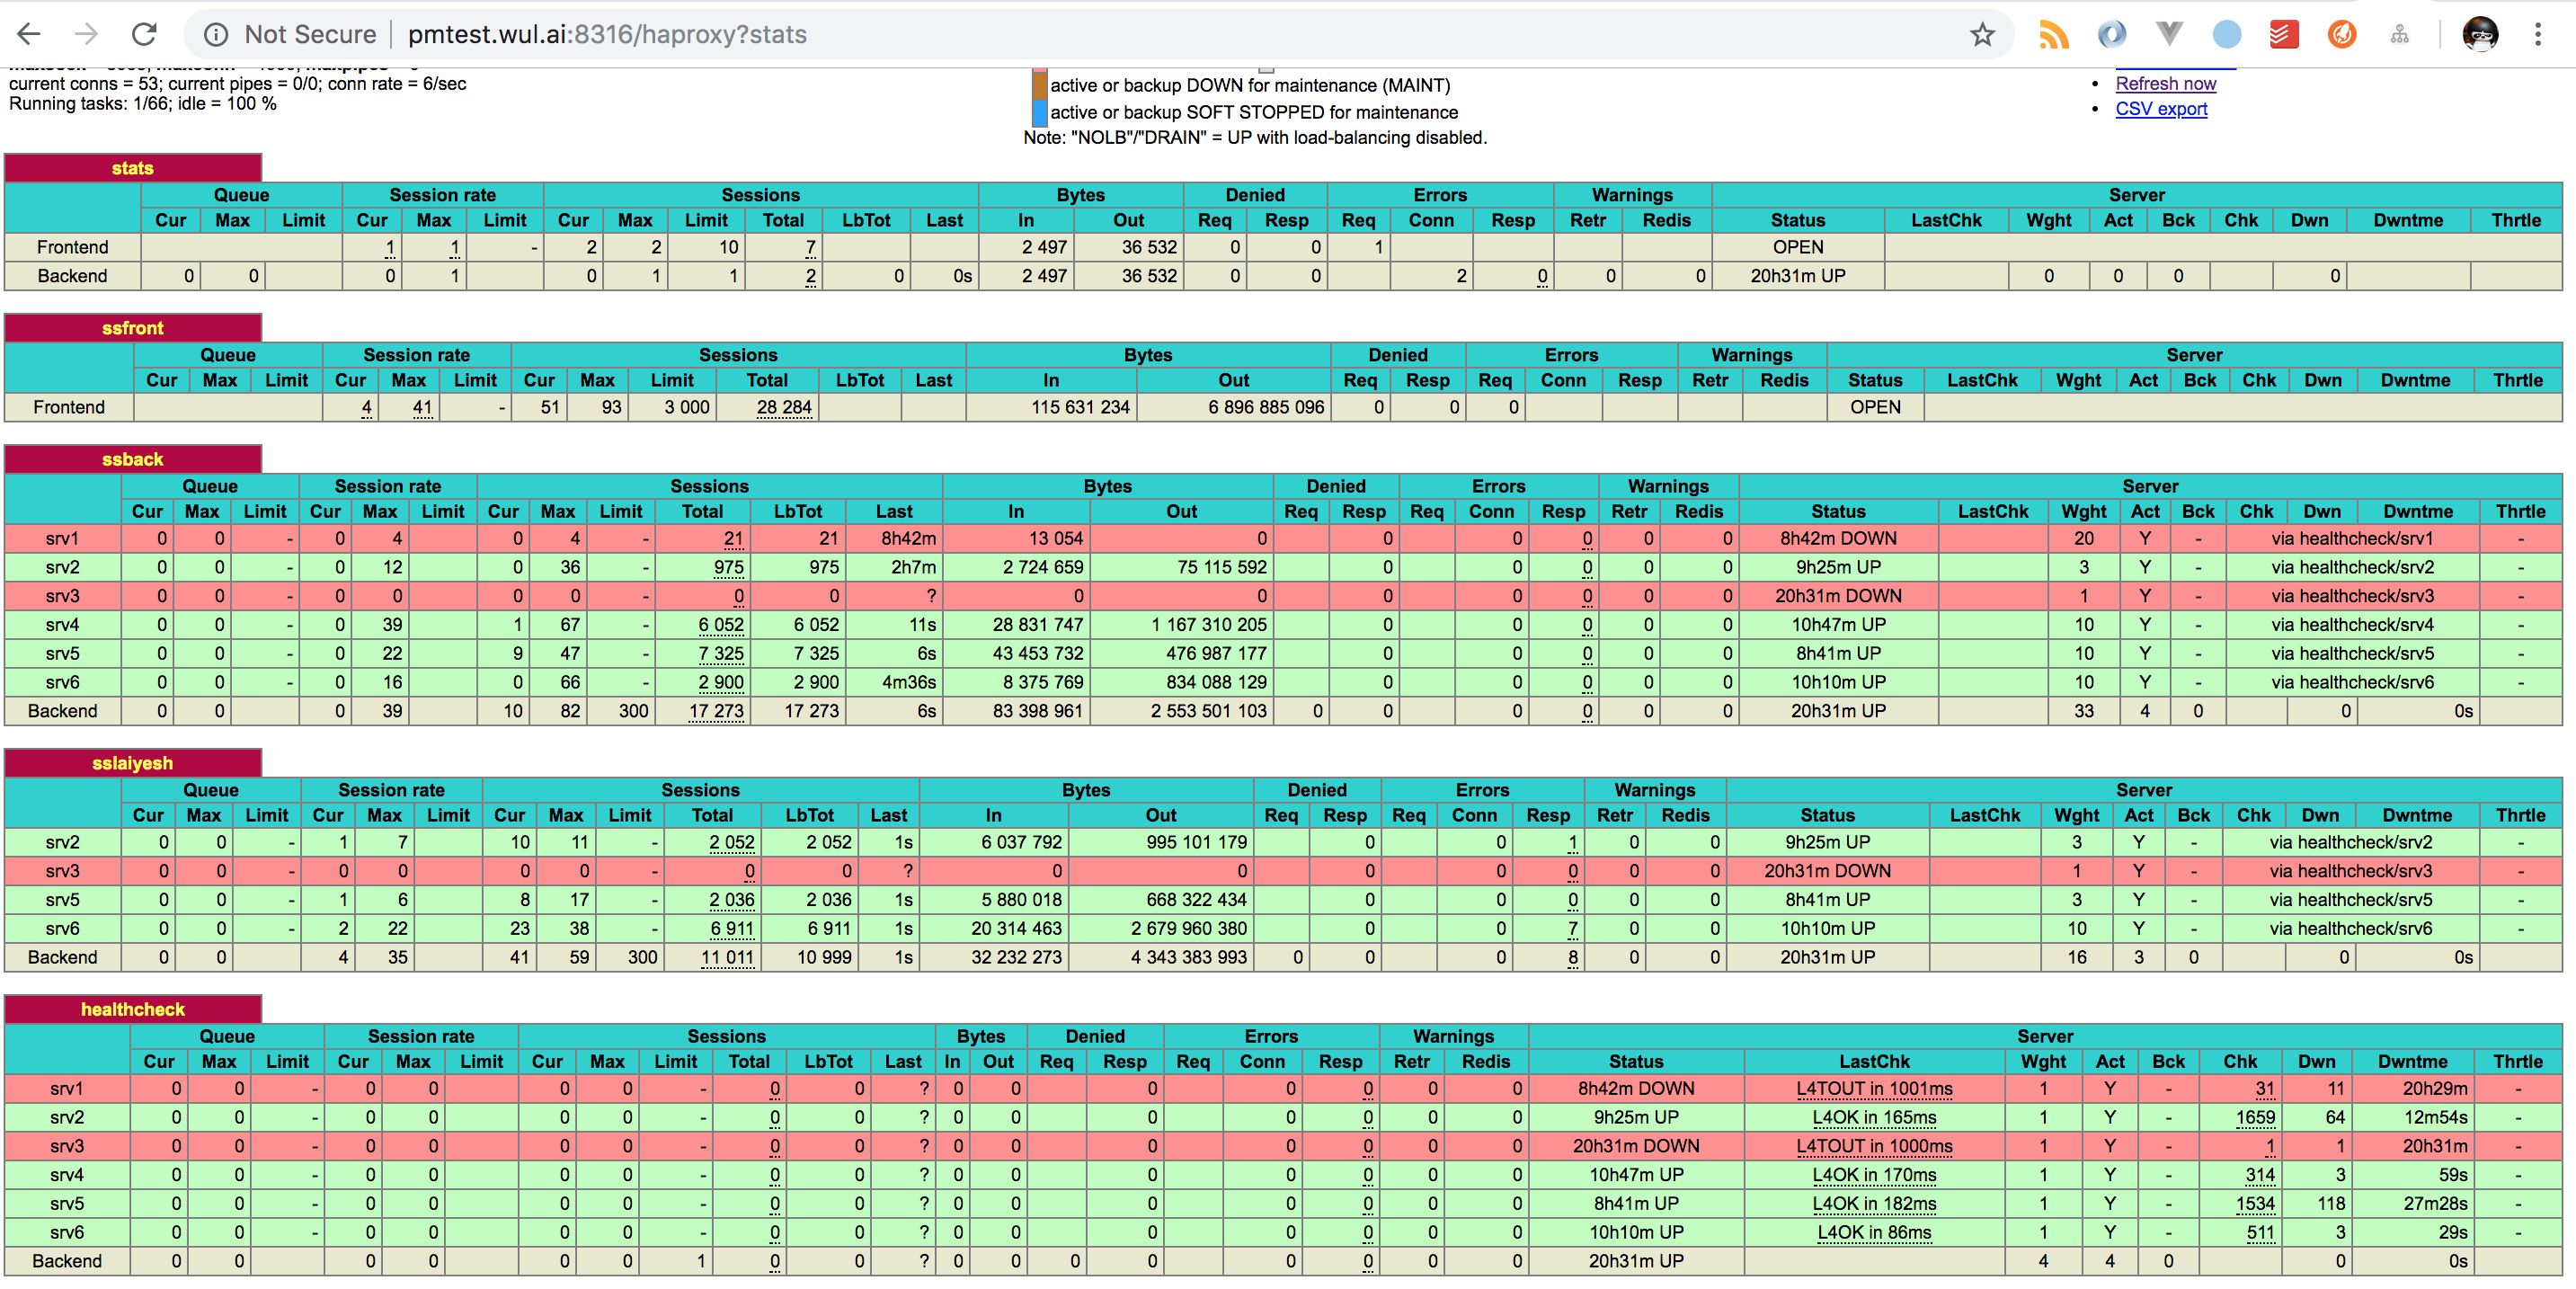 Not Secure | pmtest.wul.ai:8316/haproxy?stats
current conns = 53; current pipes = 0/0; conn rate = 6/sec
Running tasks: 1/66; idle = 100 %
active or backup DOWN for maintenance (MAINT)
active or backup SOFT STOPPED for maintenance
Note: "NOLB"/"DRAIN" = UP with load-balancing disabled.
• Refresh now
• CSV export
stats
Queue Session rate Sessions Bytes Denied Errors Warnings Server
Cur Max Limit Cur Max Limit Cur Max Limit Total LbTot Last In Out Req Resp Req Conn Resp Retr Redis Status LastChk Wght Act Bck Chk Dwn Dwntme Thrtle
Frontend 1 1 - 2 2 10 7 2 497 36 532 0 0 1 OPEN
Backend 0 0 0 1 0 1 1 2 0 0s 2 497 36 532 0 0 2 0 0 0 20h31m UP 0 0 0 0
ssfront
Queue Session rate Sessions Bytes Denied Errors Warnings Server
Cur Max Limit Cur Max Limit Cur Max Limit Total LbTot Last In Out Req Resp Req Conn Resp Retr Redis Status LastChk Wght Act Bck Chk Dwn Dwntme Thrtle
Frontend 4 41 - 51 93 3 000 28 284 115 631 234 6 896 885 096 0 0 0 OPEN
ssback
Queue Session rate Sessions Bytes Denied Errors Warnings Server
Cur Max Limit Cur Max Limit Cur Max Limit Total LbTot Last In Out Req Resp Req Conn Resp Retr Redis Status LastChk Wght Act Bck Chk Dwn Dwntme Thrtle
srv1 0 0 - 0 4 0 4 - 21 21 8h42m 13 054 0 0 0 0 0 0 8h42m DOWN 20 Y - via healthcheck/srv1 -
srv2 0 0 - 0 12 0 36 - 975 975 2h7m 2 724 659 75 115 592 0 0 0 0 0 9h25m UP 3 Y - via healthcheck/srv2 -
srv3 0 0 - 0 0 0 0 - 0 0 ? 0 0 0 0 0 0 0 20h31m DOWN 1 Y - via healthcheck/srv3 -
srv4 0 0 - 0 39 1 67 - 6 052 6 052 11s 28 831 747 1 167 310 205 0 0 0 0 0 10h47m UP 10 Y - via healthcheck/srv4 -
srv5 0 0 - 0 22 9 47 - 7 325 7 325 6s 43 453 732 476 987 177 0 0 0 0 0 8h41m UP 10 Y - via healthcheck/srv5 -
srv6 0 0 - 0 16 0 66 - 2 900 2 900 4m36s 8 375 769 834 088 129 0 0 0 0 0 10h10m UP 10 Y - via healthcheck/srv6 -
Backend 0 0 0 39 10 82 300 17 273 17 273 6s 83 398 961 2 553 501 103 0 0 0 0 0 0 20h31m UP 33 4 0 0 0s
sslaiyesh
Queue Session rate Sessions Bytes Denied Errors Warnings Server
Cur Max Limit Cur Max Limit Cur Max Limit Total LbTot Last In Out Req Resp Req Conn Resp Retr Redis Status LastChk Wght Act Bck Chk Dwn Dwntme Thrtle
srv2 0 0 - 1 7 10 11 - 2 052 2 052 1s 6 037 792 995 101 179 0 0 1 0 0 9h25m UP 3 Y - via healthcheck/srv2 -
srv3 0 0 - 0 0 0 0 - 0 0 ? 0 0 0 0 0 0 0 20h31m DOWN 1 Y - via healthcheck/srv3 -
srv5 0 0 - 1 6 8 17 - 2 036 2 036 1s 5 880 018 668 322 434 0 0 0 0 0 8h41m UP 3 Y - via healthcheck/srv5 -
srv6 0 0 - 2 22 23 38 - 6 911 6 911 1s 20 314 463 2 679 960 380 0 0 7 0 0 10h10m UP 10 Y - via healthcheck/srv6 -
Backend 0 0 4 35 41 59 300 11 011 10 999 1s 32 232 273 4 343 383 993 0 0 0 8 0 0 20h31m UP 16 3 0 0 0s
healthcheck
Queue Session rate Sessions Bytes Denied Errors Warnings Server
Cur Max Limit Cur Max Limit Cur Max Limit Total LbTot Last In Out Req Resp Req Conn Resp Retr Redis Status LastChk Wght Act Bck Chk Dwn Dwntme Thrtle
srv1 0 0 - 0 0 0 0 - 0 0 ? 0 0 0 0 0 0 0 8h42m DOWN L4TOUT in 1001ms 1 Y - 31 11 20h29m -
srv2 0 0 - 0 0 0 0 - 0 0 ? 0 0 0 0 0 0 0 9h25m UP L4OK in 165ms 1 Y - 1659 64 12m54s -
srv3 0 0 - 0 0 0 0 - 0 0 ? 0 0 0 0 0 0 0 20h31m DOWN L4TOUT in 1000ms 1 Y - 1 1 20h31m -
srv4 0 0 - 0 0 0 0 - 0 0 ? 0 0 0 0 0 0 0 10h47m UP L4OK in 170ms 1 Y - 314 3 59s -
srv5 0 0 - 0 0 0 0 - 0 0 ? 0 0 0 0 0 0 0 8h41m UP L4OK in 182ms 1 Y - 1534 118 27m28s -
srv6 0 0 - 0 0 0 0 - 0 0 ? 0 0 0 0 0 0 0 10h10m UP L4OK in 86ms 1 Y - 511 3 29s -
Backend 0 0 0 0 0 0 1 0 0 ? 0 0 0 0 0 0 0 0 20h31m UP 4 4 0 0 0s